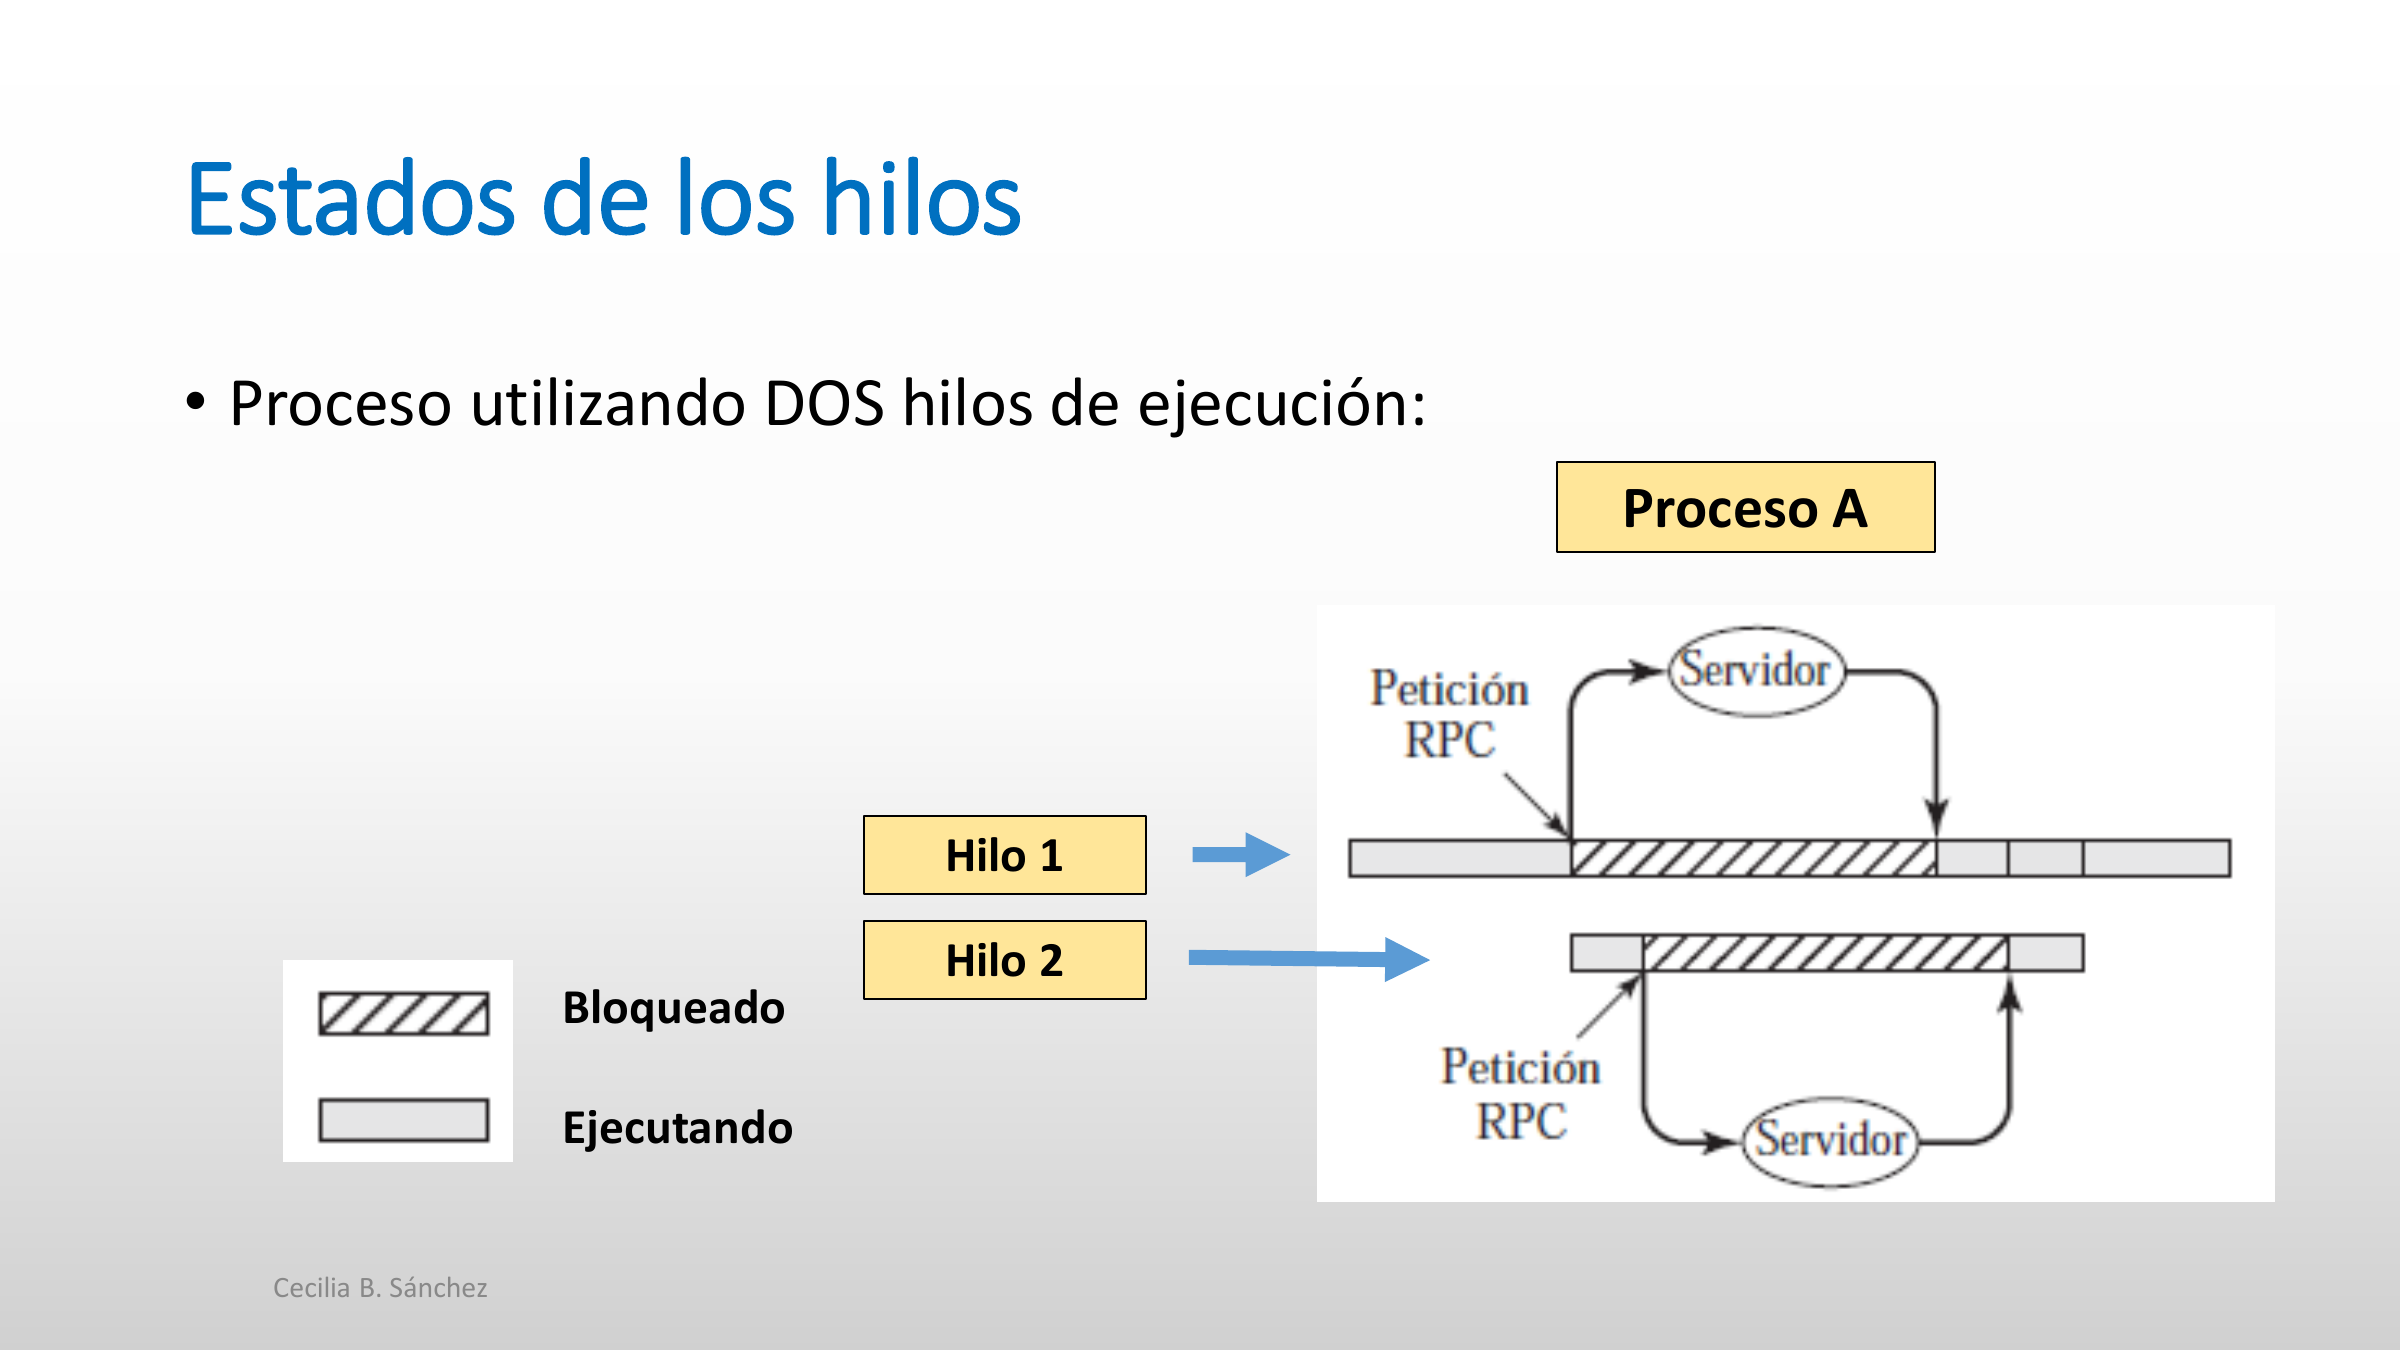 Estados de los hilos
• Proceso utilizando DOS hilos de ejecución:
Proceso A
Servidor
Petición
RPC
Hilo 1
Hilo 2
Bloqueado
Ejecutando
Petición
RPC
Servidor
Cecilia B. Sánchez